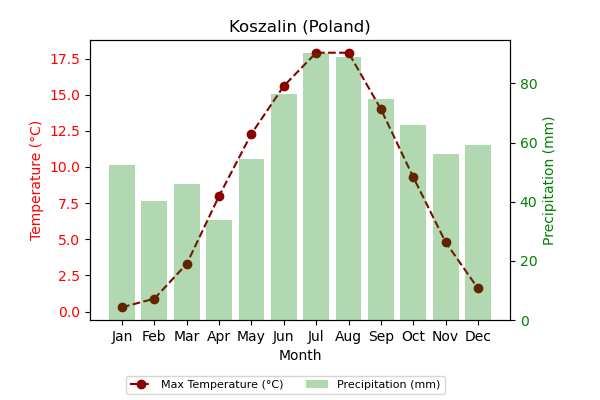 Koszalin (Poland)
17.5
15.0
12.5
10.0
7.5
5.0
2.5
0.0
Temperature (°C)
80
60
40
20
0
Precipitation (mm)
Jan Feb Mar Apr May Jun Jul Aug Sep Oct Nov Dec
Month
Max Temperature (°C) Precipitation (mm)